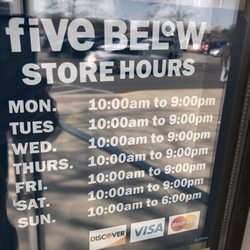 five BEL°W
STORE HOURS
MON. 10:00am to 9:00pm
TUES 10:00am to 9:00pm
WED. 10:00am to 9:00pm
THURS. 10:00am to 9:00pm
FRI. 10:00am to 9:00pm
SAT. 10:00am to 9:00pm
SUN. 10:00am to 6:00pm
DISCOVER VISA MasterCard